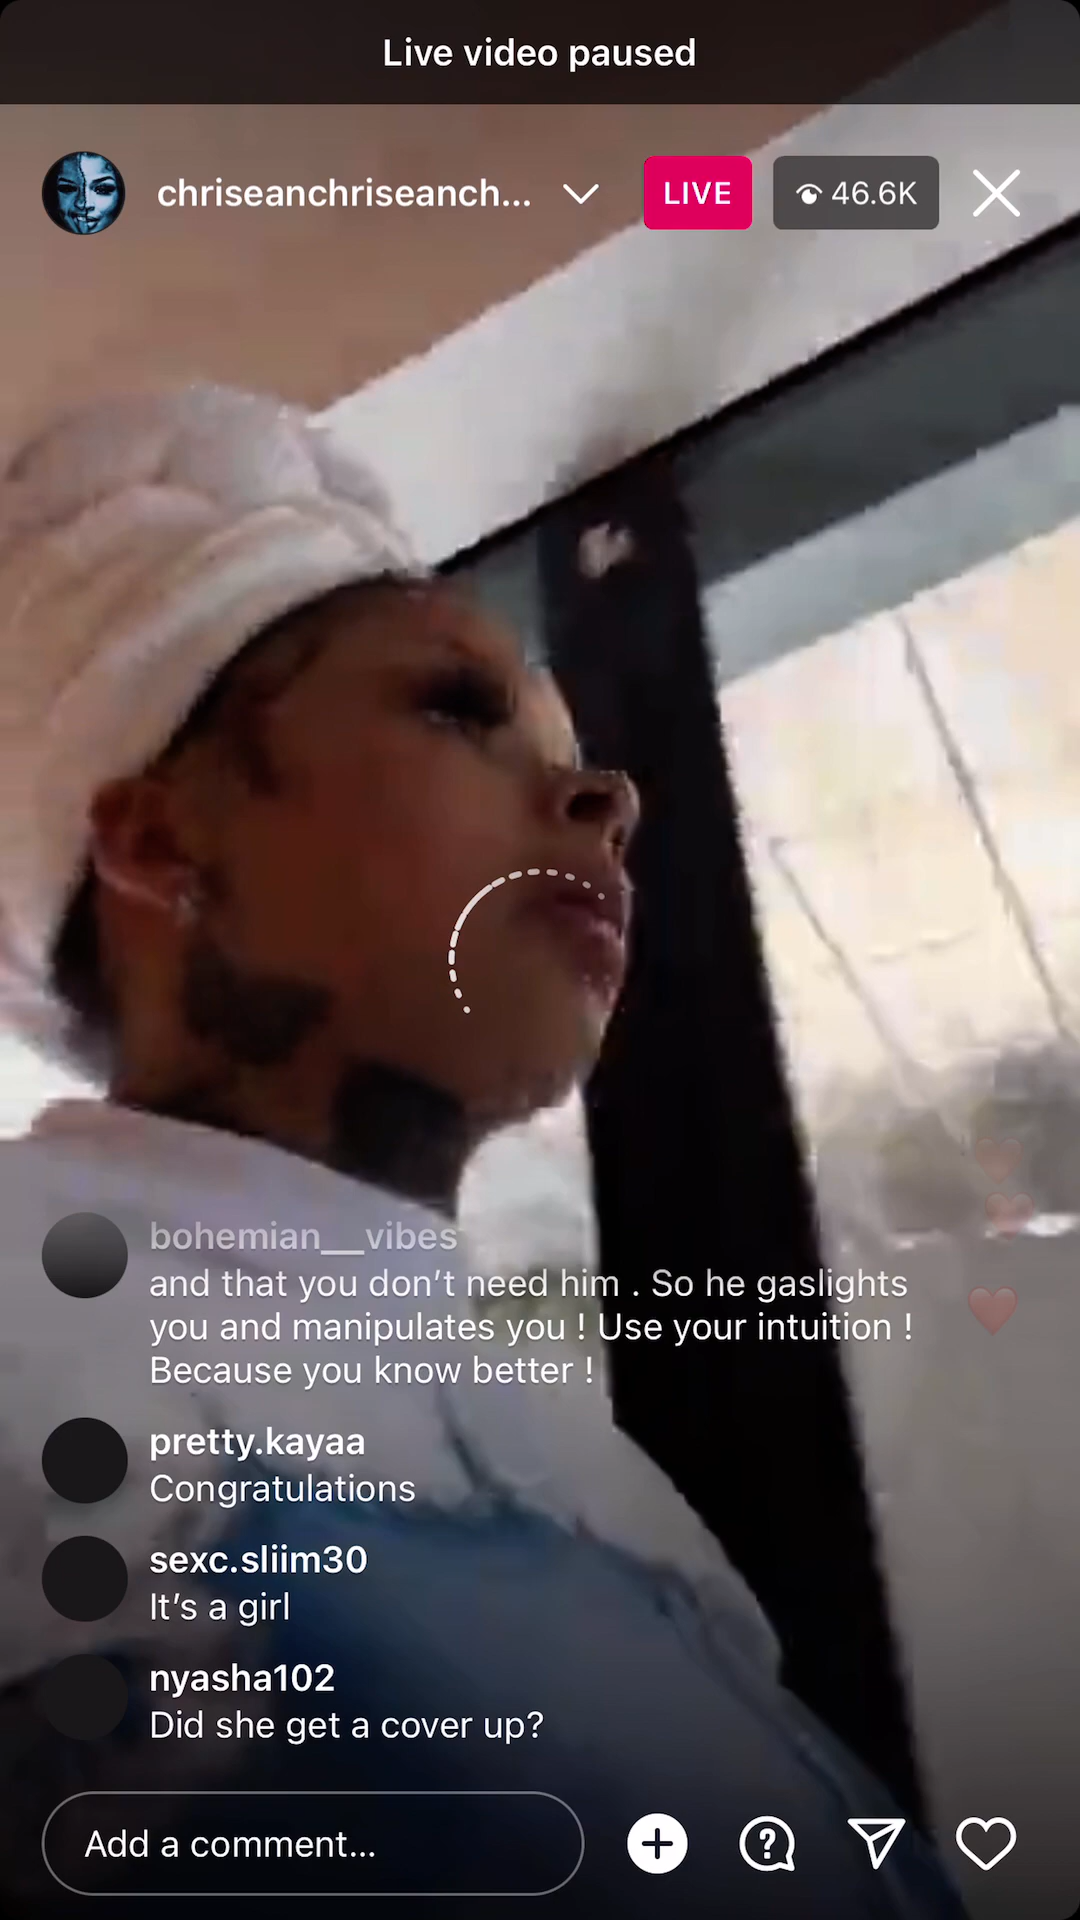 Live video paused
chriseanchriseanch...
LIVE
46.6K
bohemian__vibes
and that you don’t need him . So he gaslights
you and manipulates you ! Use your intuition !
Because you know better !
pretty.kayaa
Congratulations
sexc.sliim30
It’s a girl
nyasha102
Did she get a cover up?
Add a comment...